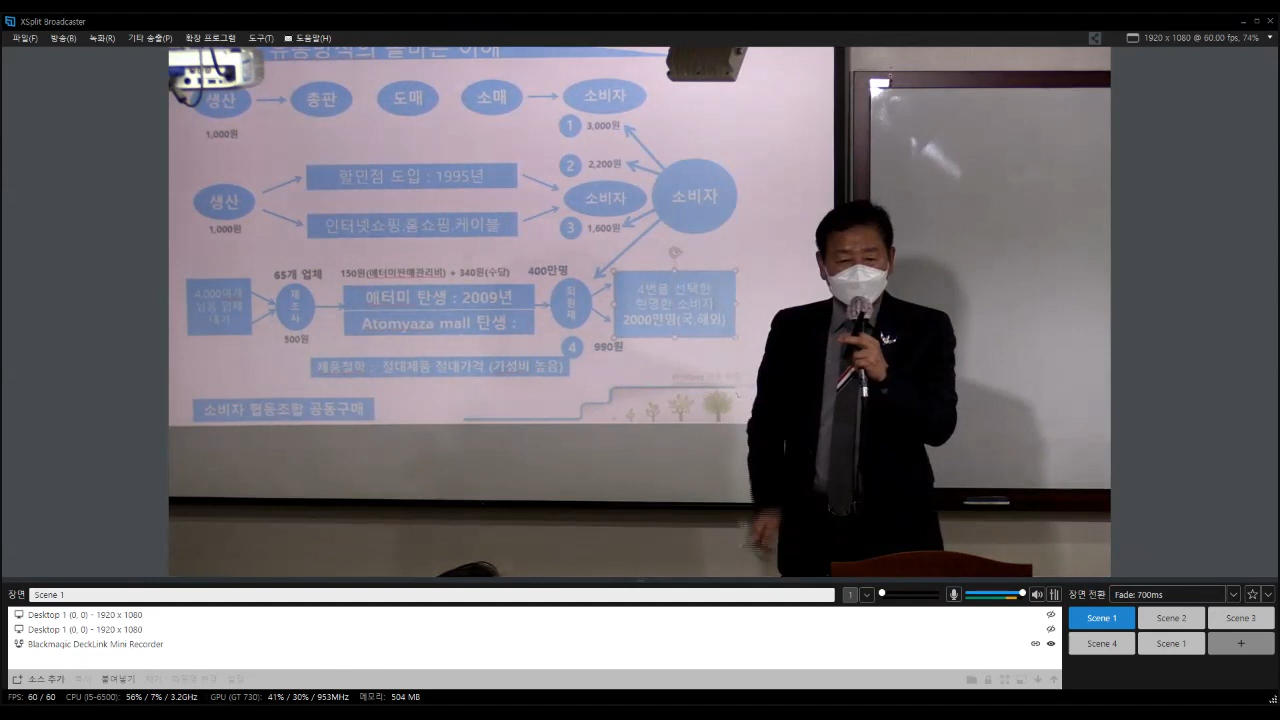 XSplit Broadcaster
파일(F) 방송(B) 녹화(R) 기타 송출(P) 확장 프로그램 도구(T) 도움말(H)
1920 x 1080 @ 60.00 fps, 74%
유통방식의 올바른 이해
생산 총판 도매 소매 소비자
1,000원
1 3,000원
2 2,200원
할인점 도입 : 1995년
생산 소비자 소비자
1,000원
인터넷쇼핑.홈쇼핑.케이블
3 1,600원
65개 업체 150원(애터미판매관리비) + 340원(수당) 400만명
제조사
애터미 탄생 : 2009년
회원제
4번을 선택한
현명한 소비자
2000만명(국.해외)
Atomyaza mall 탄생 :
500원
4 990원
제품철학 : 절대제품 절대가격 (가성비 높음)
소비자 협동조합 공동구매
장면 Scene 1 1 장면 전환 Fade: 700ms
Desktop 1 (0, 0) - 1920 x 1080
Desktop 1 (0, 0) - 1920 x 1080
Blackmagic DeckLink Mini Recorder
Scene 1 Scene 2 Scene 3
Scene 4 Scene 1 +
소스 추가 복사 붙여넣기
FPS: 60 / 60 CPU (I5-6500): 56% / 7% / 3.2GHz GPU (GT 730): 41% / 30% / 953MHz 메모리: 504 MB